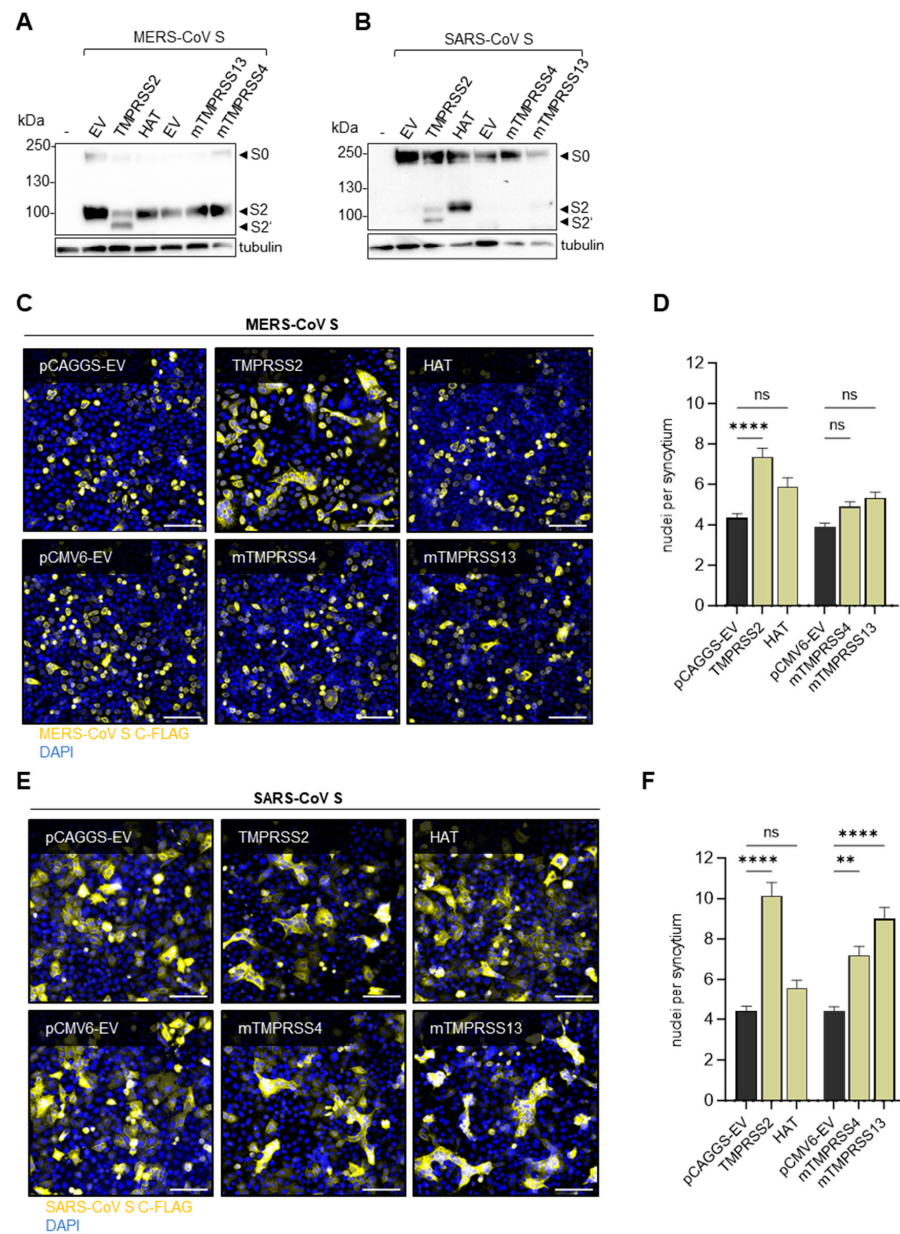 A
MERS-CoV S
kDa
-
EV
TMPRSS2
HAT
EV
mTMPRSS13
mTMPRSS4
250
130
100
S0
S2
S2'
tubulin
B
SARS-CoV S
kDa
-
EV
TMPRSS2
HAT
EV
mTMPRSS4
mTMPRSS13
250
130
100
S0
S2
S2'
tubulin
C
MERS-CoV S
pCAGGS-EV
TMPRSS2
HAT
pCMV6-EV
mTMPRSS4
mTMPRSS13
MERS-CoV S C-FLAG
DAPI
D
nuclei per syncytium
12
10
8
6
4
2
0
ns
****
ns
ns
pCAGGS-EV
TMPRSS2
HAT
pCMV6-EV
mTMPRSS4
mTMPRSS13
E
SARS-CoV S
pCAGGS-EV
TMPRSS2
HAT
pCMV6-EV
mTMPRSS4
mTMPRSS13
SARS-CoV S C-FLAG
DAPI
F
nuclei per syncytium
12
10
8
6
4
2
0
ns
****
****
**
pCAGGS-EV
TMPRSS2
HAT
pCMV6-EV
mTMPRSS4
mTMPRSS13